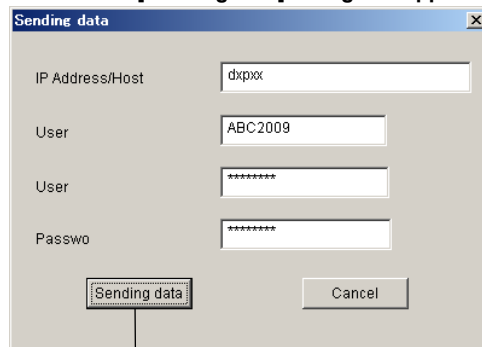 Sending data
IP Address/Host
dxpxx
User
ABC2009
User
********
Passwo
********
Sending data
Cancel